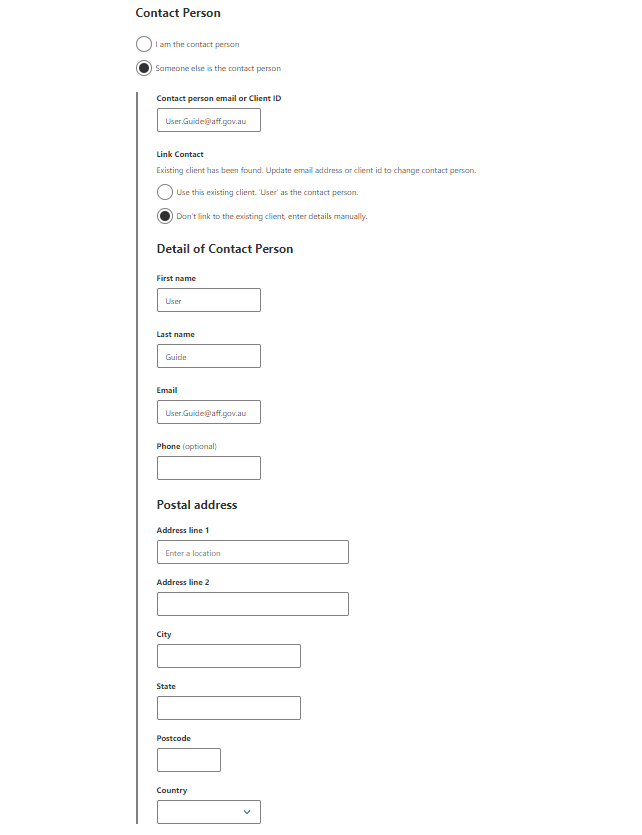 Contact Person
I am the contact person
Someone else is the contact person
Contact person email or Client ID
User.Guide@aff.gov.au
Link Contact
Existing client has been found. Update email address or client id to change contact person.
Use this existing client. 'User' as the contact person.
Don't link to the existing client, enter details manually.
Detail of Contact Person
First name
User
Last name
Guide
Email
User.Guide@aff.gov.au
Phone (optional)
Postal address
Address line 1
Enter a location
Address line 2
City
State
Postcode
Country